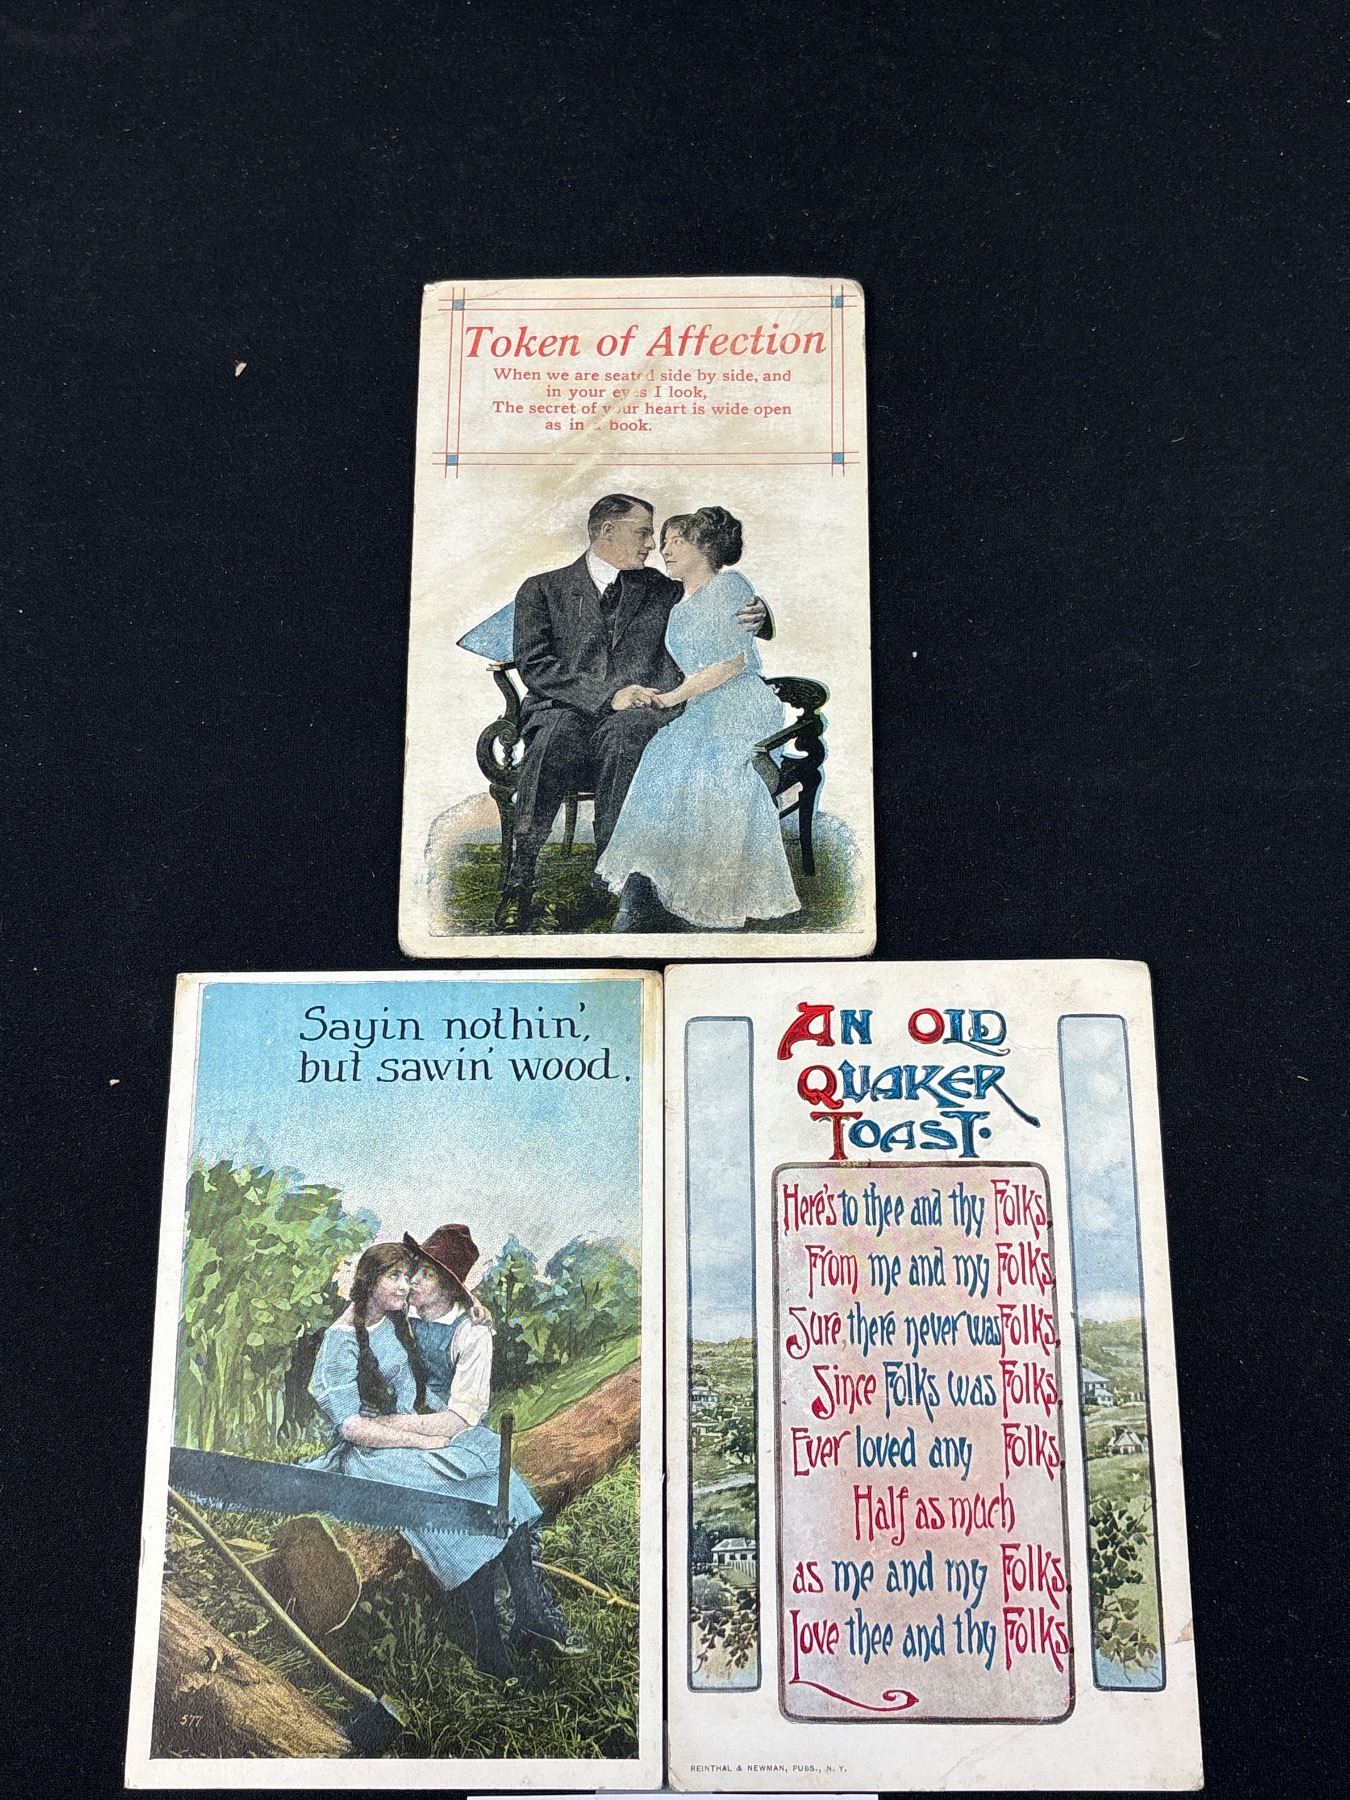 Token of Affection
When we are seated side by side, and
in your eyes I look,
The secret of your heart is wide open
as in a book.
Sayin nothin',
but sawin' wood.
577
AN OLD
QUAKER
TOAST.
Here's to thee and thy Folks,
From me and my Folks
Sure, there never was Folks,
Since Folks was Folks,
Ever loved any Folks,
Half as much
as me and my Folks
Love thee and thy Folks.
REINTHAL & NEWMAN, PUBS., N. Y.